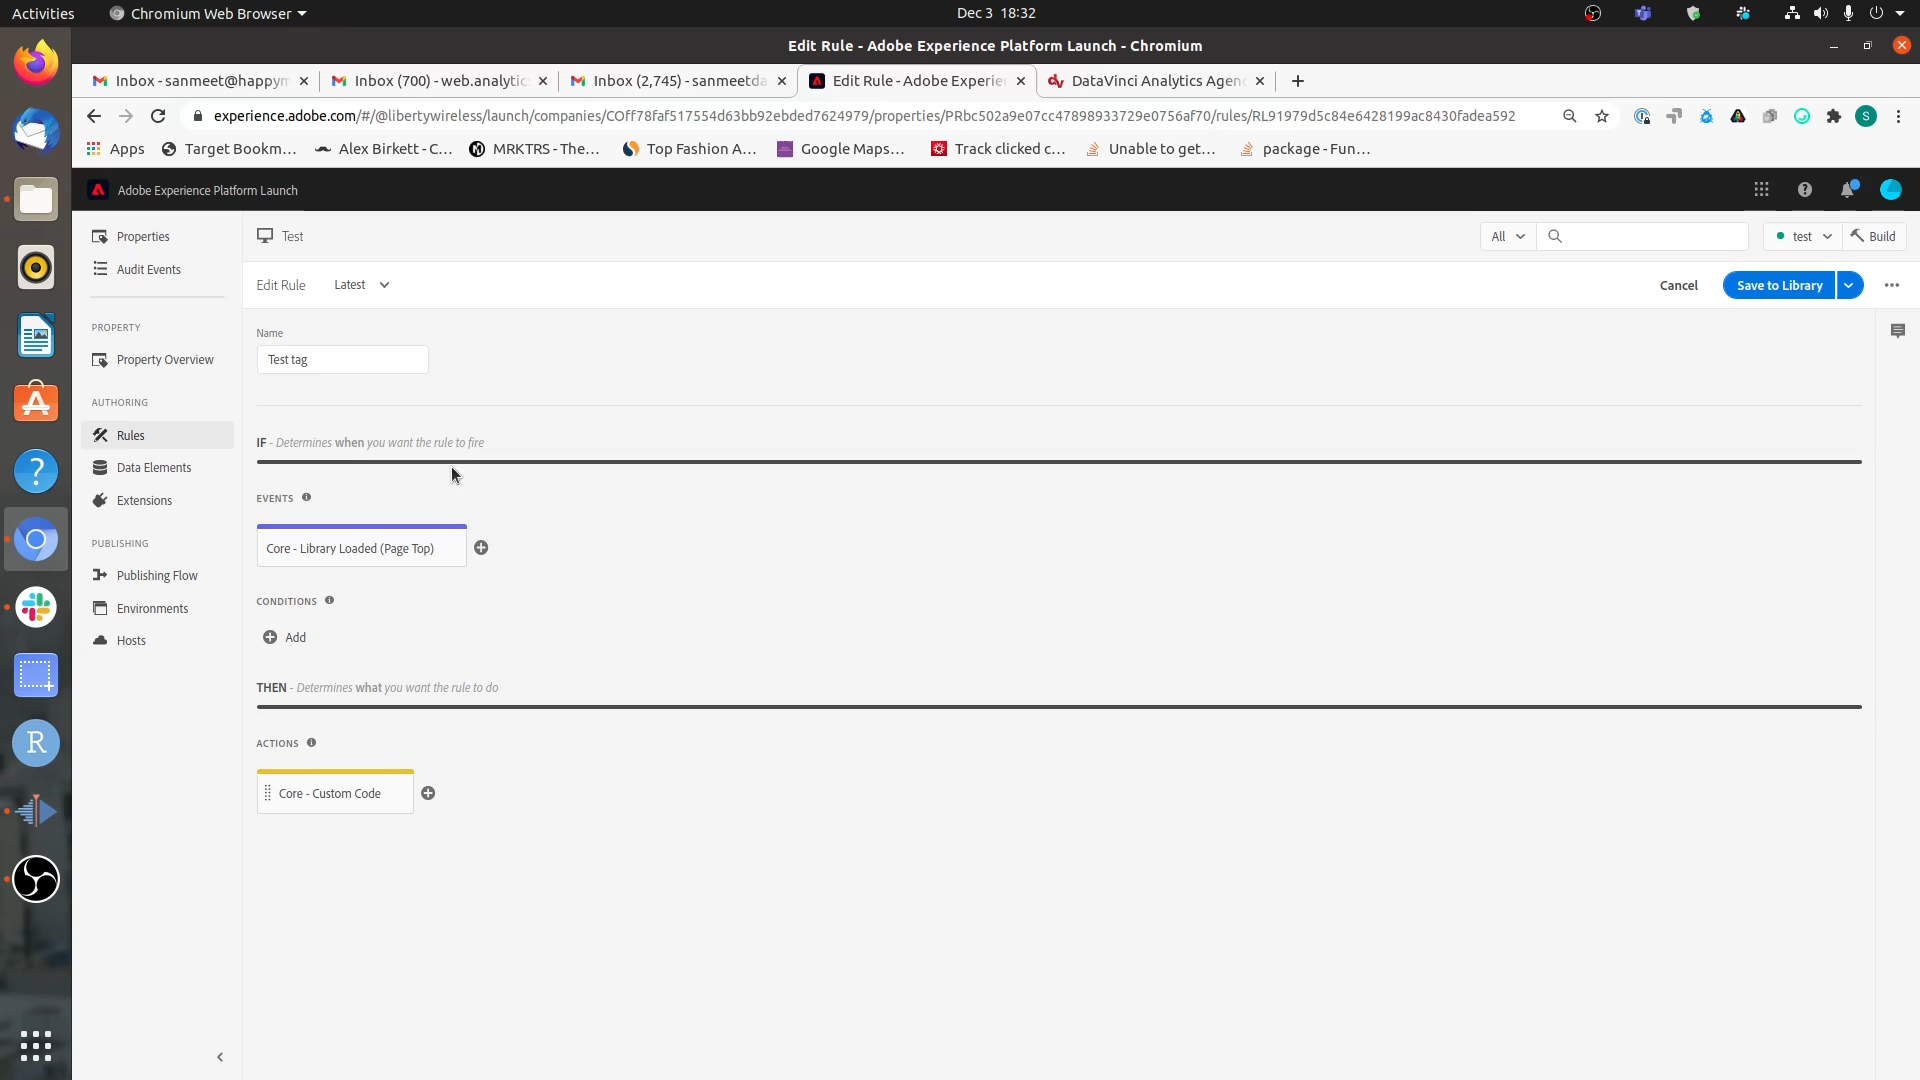 Activities Chromium Web Browser Dec 3 18:32
Edit Rule - Adobe Experience Platform Launch - Chromium
Inbox - sanmeet@happym Inbox (700) - web.analytics Inbox (2,745) - sanmeetda Edit Rule - Adobe Experie DataVinci Analytics Agen
experience.adobe.com/#/@libertywireless/launch/companies/COff78faf517554d63bb92ebded7624979/properties/PRbc502a9e07cc47898933729e0756af70/rules/RL91979d5c84e6428199ac8430fadea592 S
Apps Target Bookm... Alex Birkett - C... MRKTRS - The... Top Fashion A... Google Maps... Track clicked c... Unable to get... package - Fun...
Adobe Experience Platform Launch
Properties Test All test Build
Audit Events
Edit Rule Latest Cancel Save to Library
PROPERTY
Property Overview
Name
Test tag
AUTHORING
Rules
Data Elements
Extensions
IF - Determines when you want the rule to fire
EVENTS
Core - Library Loaded (Page Top)
PUBLISHING
Publishing Flow
Environments
Hosts
CONDITIONS
Add
THEN - Determines what you want the rule to do
ACTIONS
Core - Custom Code
R